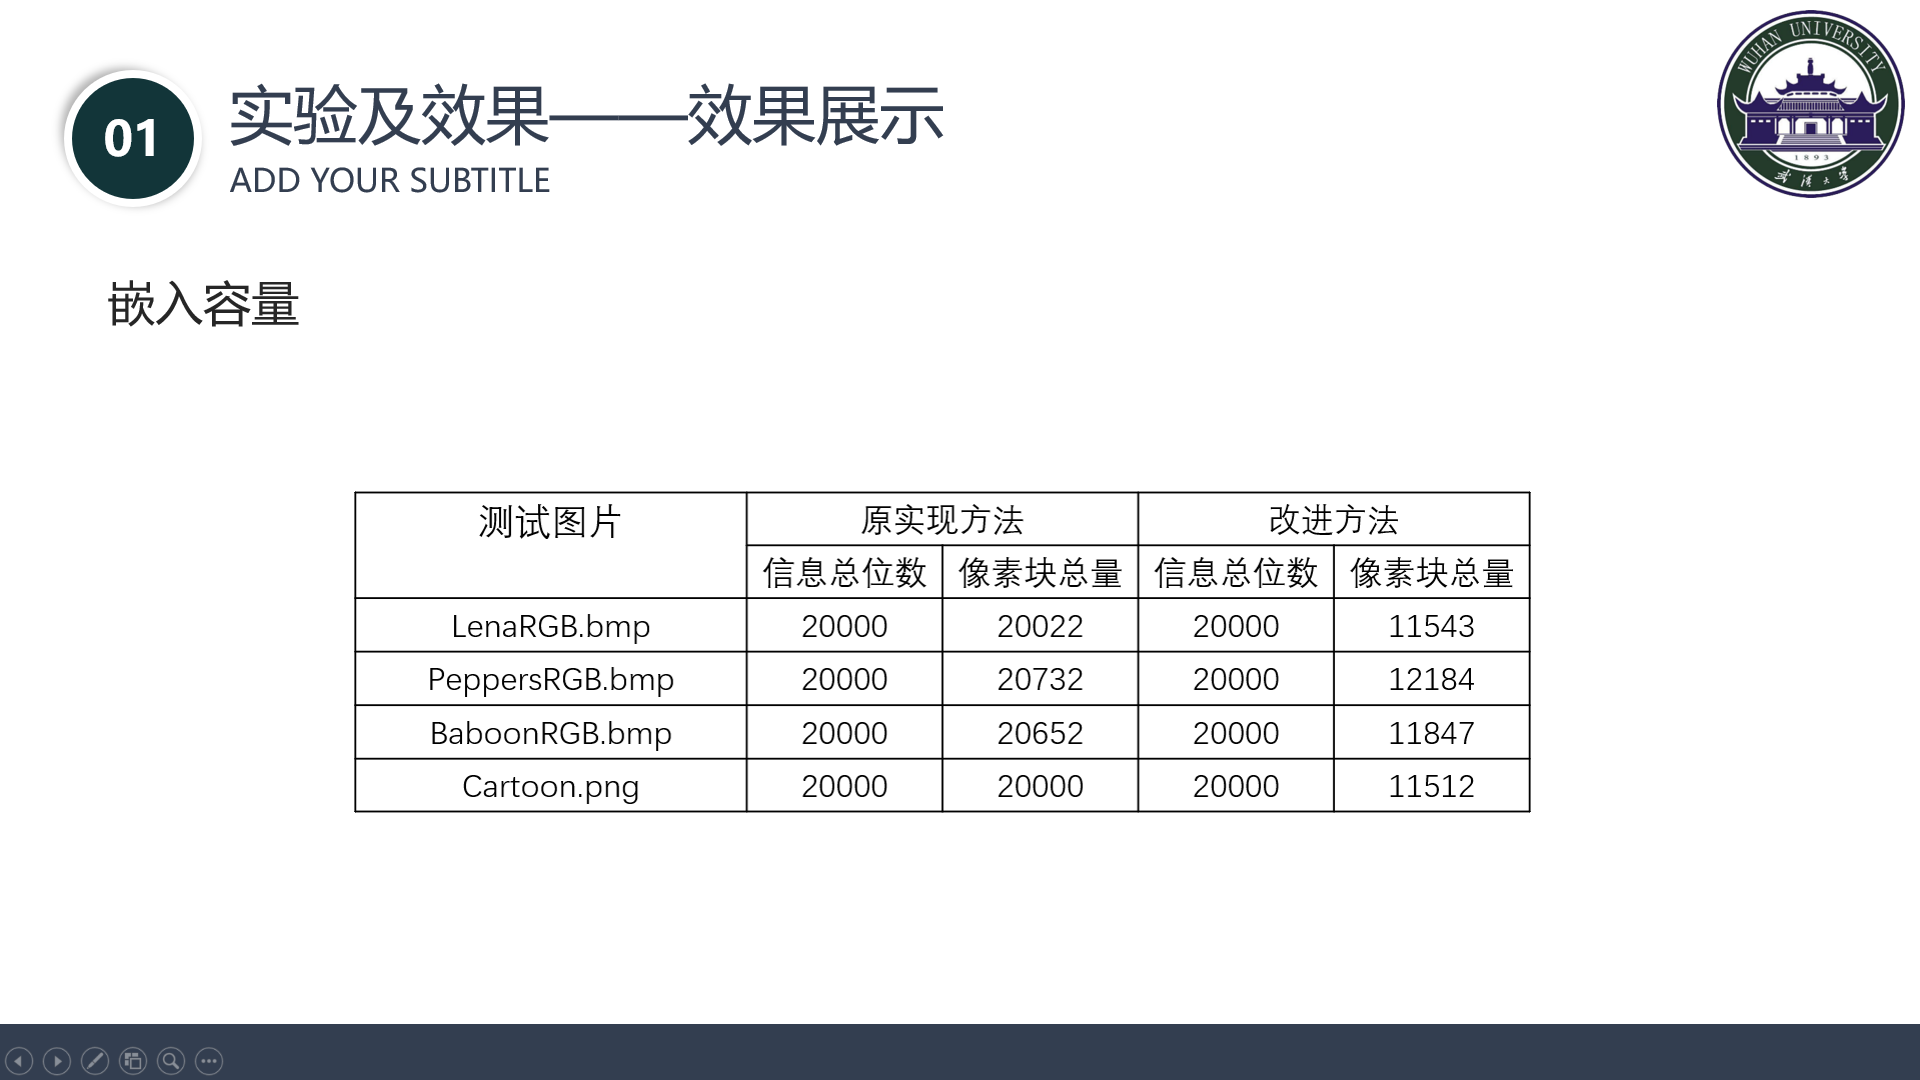 01
实验及效果——效果展示
ADD YOUR SUBTITLE
WUHAN UNIVERSITY
1893
武汉大学
嵌入容量
测试图片 原实现方法 改进方法
信息总位数 像素块总量 信息总位数 像素块总量
LenaRGB.bmp 20000 20022 20000 11543
PeppersRGB.bmp 20000 20732 20000 12184
BaboonRGB.bmp 20000 20652 20000 11847
Cartoon.png 20000 20000 20000 11512